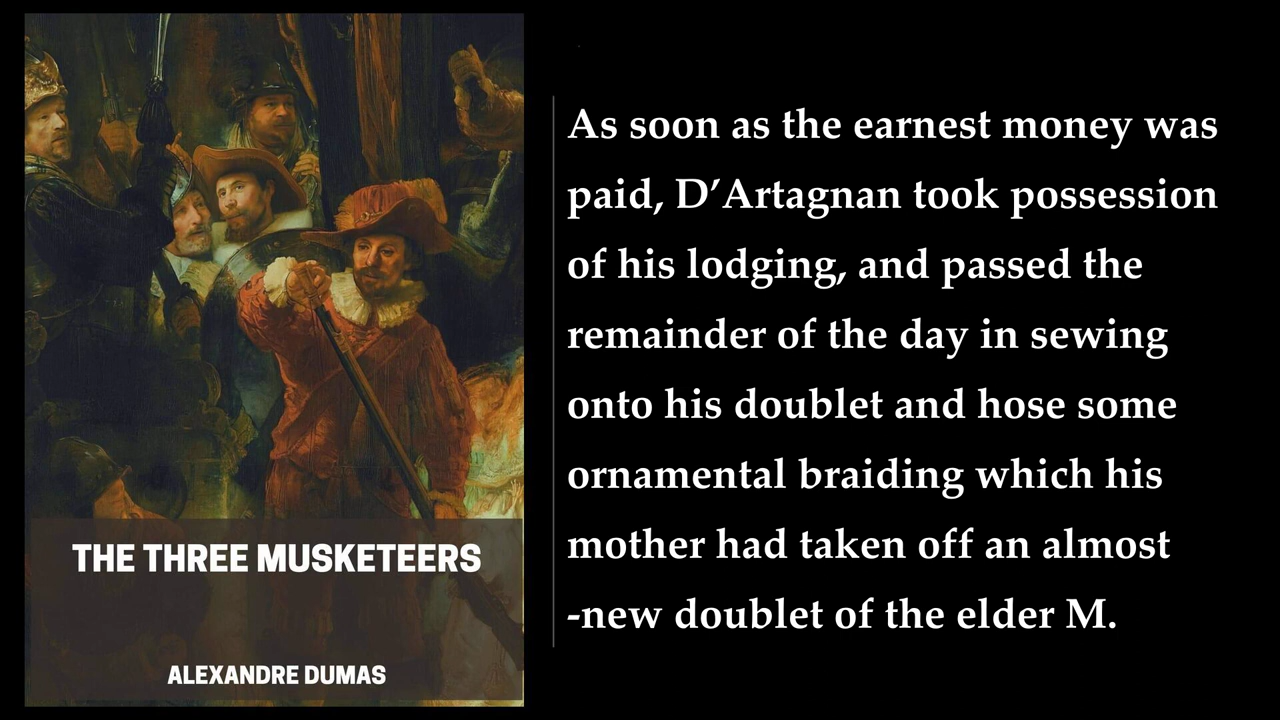 THE THREE MUSKETEERS
ALEXANDRE DUMAS
As soon as the earnest money was
paid, D’Artagnan took possession
of his lodging, and passed the
remainder of the day in sewing
onto his doublet and hose some
ornamental braiding which his
mother had taken off an almost
-new doublet of the elder M.